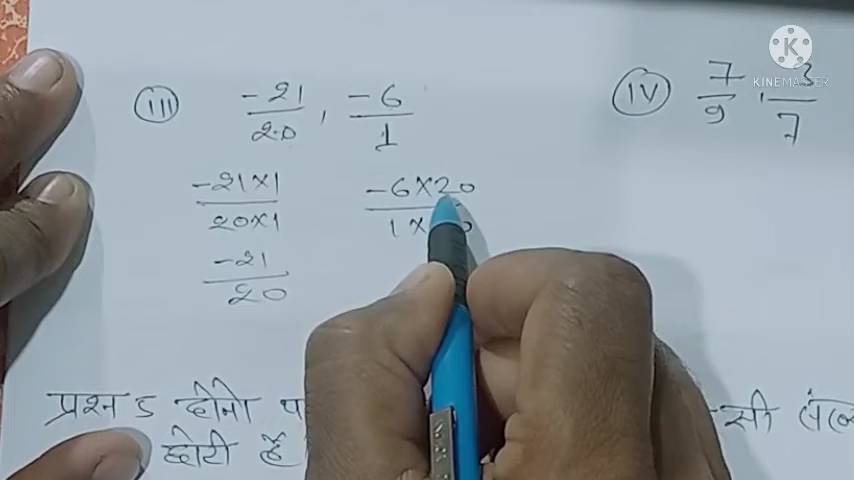 K
KINEMASTER
(iii) -21/20 , -6/1
(iv) 7/9 , 3/7
-21×1/20×1 -6×20/1×
-21/20
प्रश्न 5 दोनो
सी
छोटी है